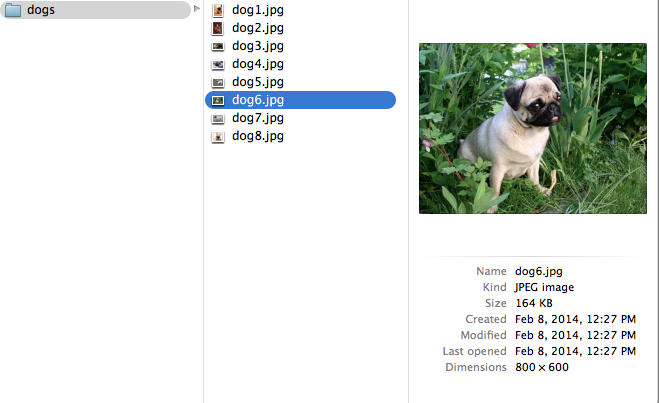 dogs
dog1.jpg
dog2.jpg
dog3.jpg
dog4.jpg
dog5.jpg
dog6.jpg
dog7.jpg
dog8.jpg
Name dog6.jpg
Kind JPEG image
Size 164 KB
Created Feb 8, 2014, 12:27 PM
Modified Feb 8, 2014, 12:27 PM
Last opened Feb 8, 2014, 12:27 PM
Dimensions 800 × 600